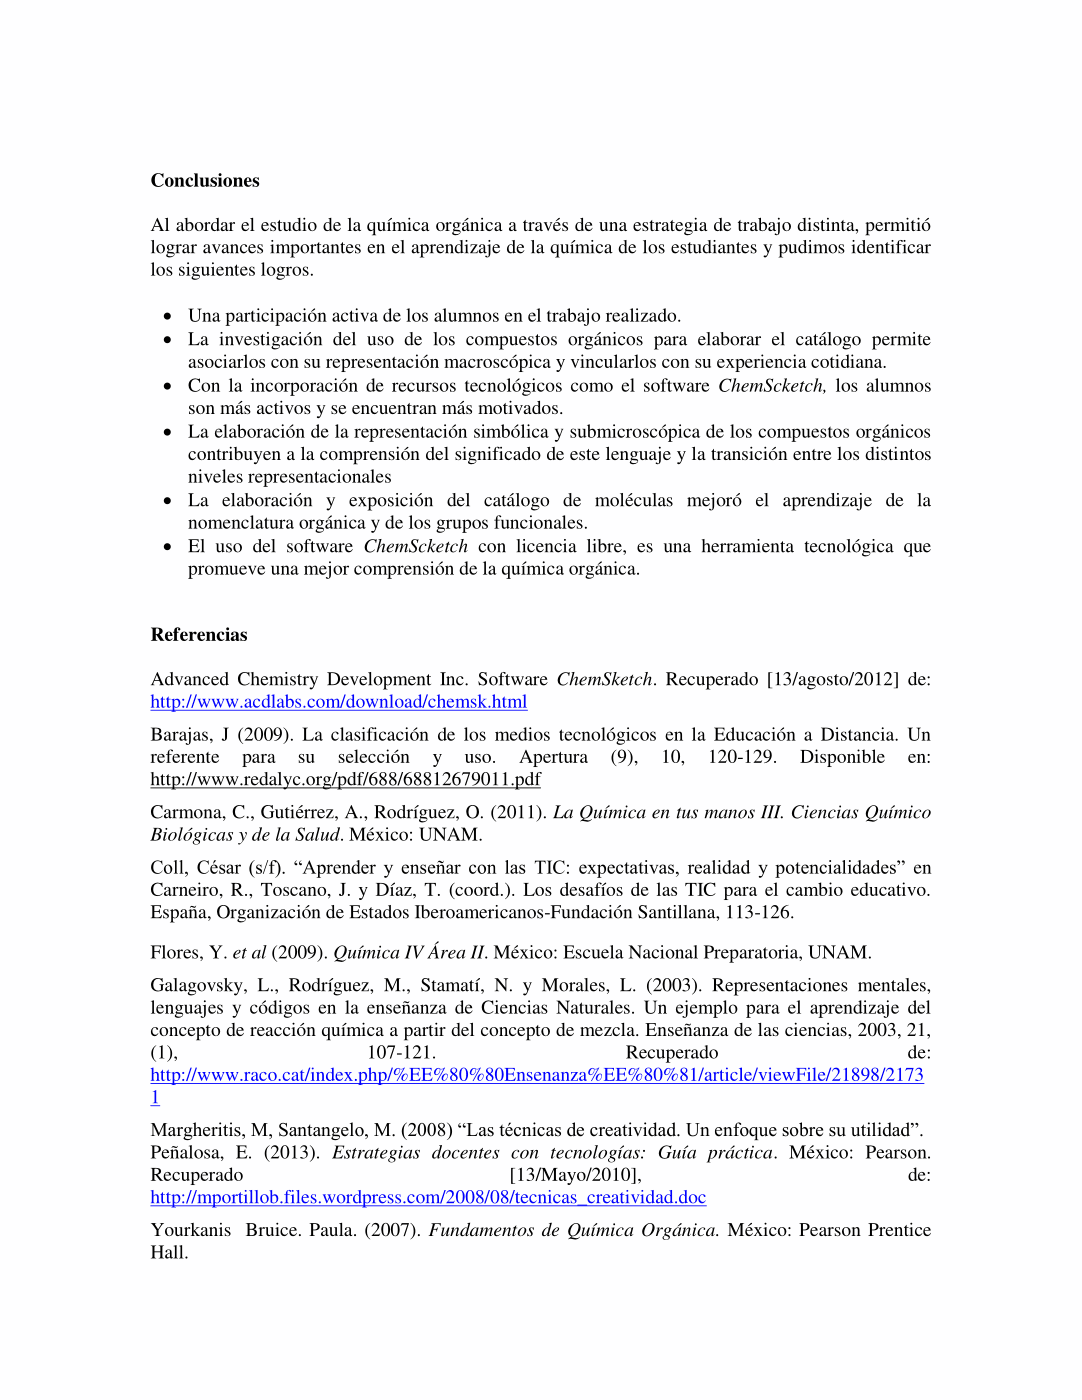 Conclusiones
Al abordar el estudio de la química orgánica a través de una estrategia de trabajo distinta, permitió
lograr avances importantes en el aprendizaje de la química de los estudiantes y pudimos identificar
los siguientes logros.
• Una participación activa de los alumnos en el trabajo realizado.
• La investigación del uso de los compuestos orgánicos para elaborar el catálogo permite
asociarlos con su representación macroscópica y vincularlos con su experiencia cotidiana.
• Con la incorporación de recursos tecnológicos como el software ChemScketch, los alumnos
son más activos y se encuentran más motivados.
• La elaboración de la representación simbólica y submicroscópica de los compuestos orgánicos
contribuyen a la comprensión del significado de este lenguaje y la transición entre los distintos
niveles representacionales
• La elaboración y exposición del catálogo de moléculas mejoró el aprendizaje de la
nomenclatura orgánica y de los grupos funcionales.
• El uso del software ChemScketch con licencia libre, es una herramienta tecnológica que
promueve una mejor comprensión de la química orgánica.
Referencias
Advanced Chemistry Development Inc. Software ChemSketch. Recuperado [13/agosto/2012] de:
http://www.acdlabs.com/download/chemsk.html
Barajas, J (2009). La clasificación de los medios tecnológicos en la Educación a Distancia. Un
referente para su selección y uso. Apertura (9), 10, 120-129. Disponible en:
http://www.redalyc.org/pdf/688/68812679011.pdf
Carmona, C., Gutiérrez, A., Rodríguez, O. (2011). La Química en tus manos III. Ciencias Químico
Biológicas y de la Salud. México: UNAM.
Coll, César (s/f). “Aprender y enseñar con las TIC: expectativas, realidad y potencialidades” en
Carneiro, R., Toscano, J. y Díaz, T. (coord.). Los desafíos de las TIC para el cambio educativo.
España, Organización de Estados Iberoamericanos-Fundación Santillana, 113-126.
Flores, Y. et al (2009). Química IV Área II. México: Escuela Nacional Preparatoria, UNAM.
Galagovsky, L., Rodríguez, M., Stamatí, N. y Morales, L. (2003). Representaciones mentales,
lenguajes y códigos en la enseñanza de Ciencias Naturales. Un ejemplo para el aprendizaje del
concepto de reacción química a partir del concepto de mezcla. Enseñanza de las ciencias, 2003, 21,
(1), 107-121. Recuperado de:
http://www.raco.cat/index.php/%EE%80%80Ensenanza%EE%80%81/article/viewFile/21898/2173
1
Margheritis, M, Santangelo, M. (2008) “Las técnicas de creatividad. Un enfoque sobre su utilidad”.
Peñalosa, E. (2013). Estrategias docentes con tecnologías: Guía práctica. México: Pearson.
Recuperado [13/Mayo/2010], de:
http://mportillob.files.wordpress.com/2008/08/tecnicas_creatividad.doc
Yourkanis Bruice. Paula. (2007). Fundamentos de Química Orgánica. México: Pearson Prentice
Hall.